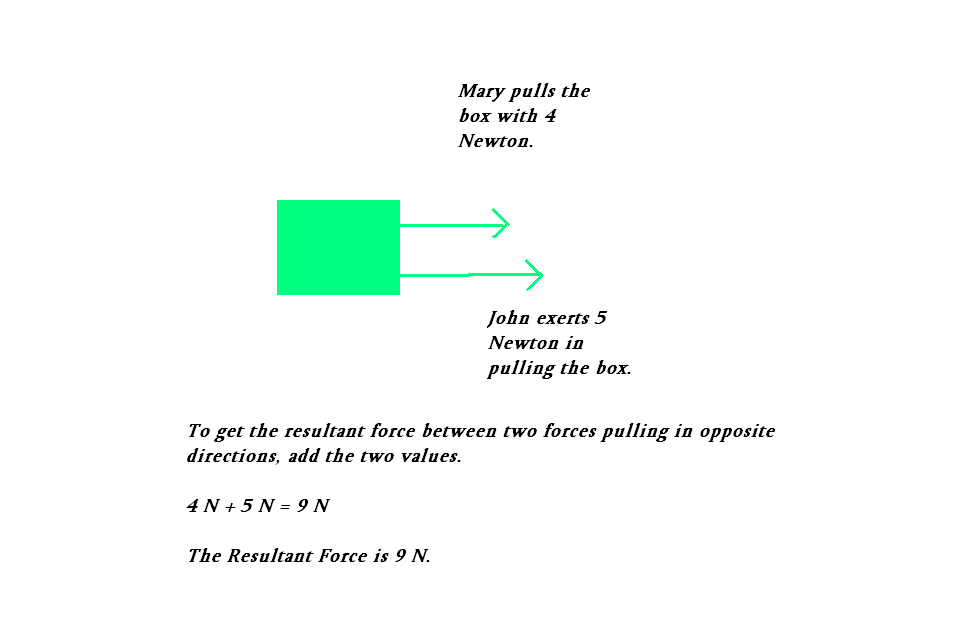 Mary pulls the
box with 4
Newton.
John exerts 5
Newton in
pulling the box.
To get the resultant force between two forces pulling in opposite
directions, add the two values.
4 N + 5 N = 9 N
The Resultant Force is 9 N.